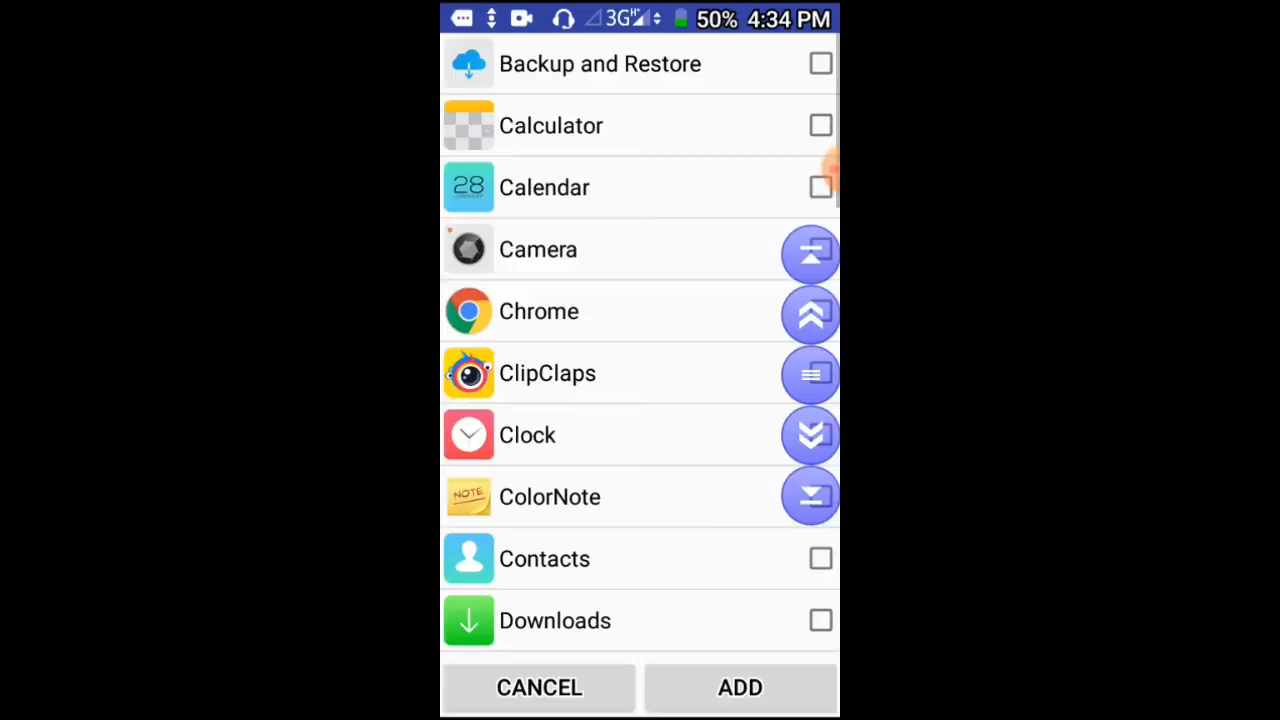 3G H+ 50% 4:34 PM
Backup and Restore
Calculator
28
Calendar
Camera
Chrome
ClipClaps
Clock
NOTE
ColorNote
Contacts
Downloads
CANCEL ADD